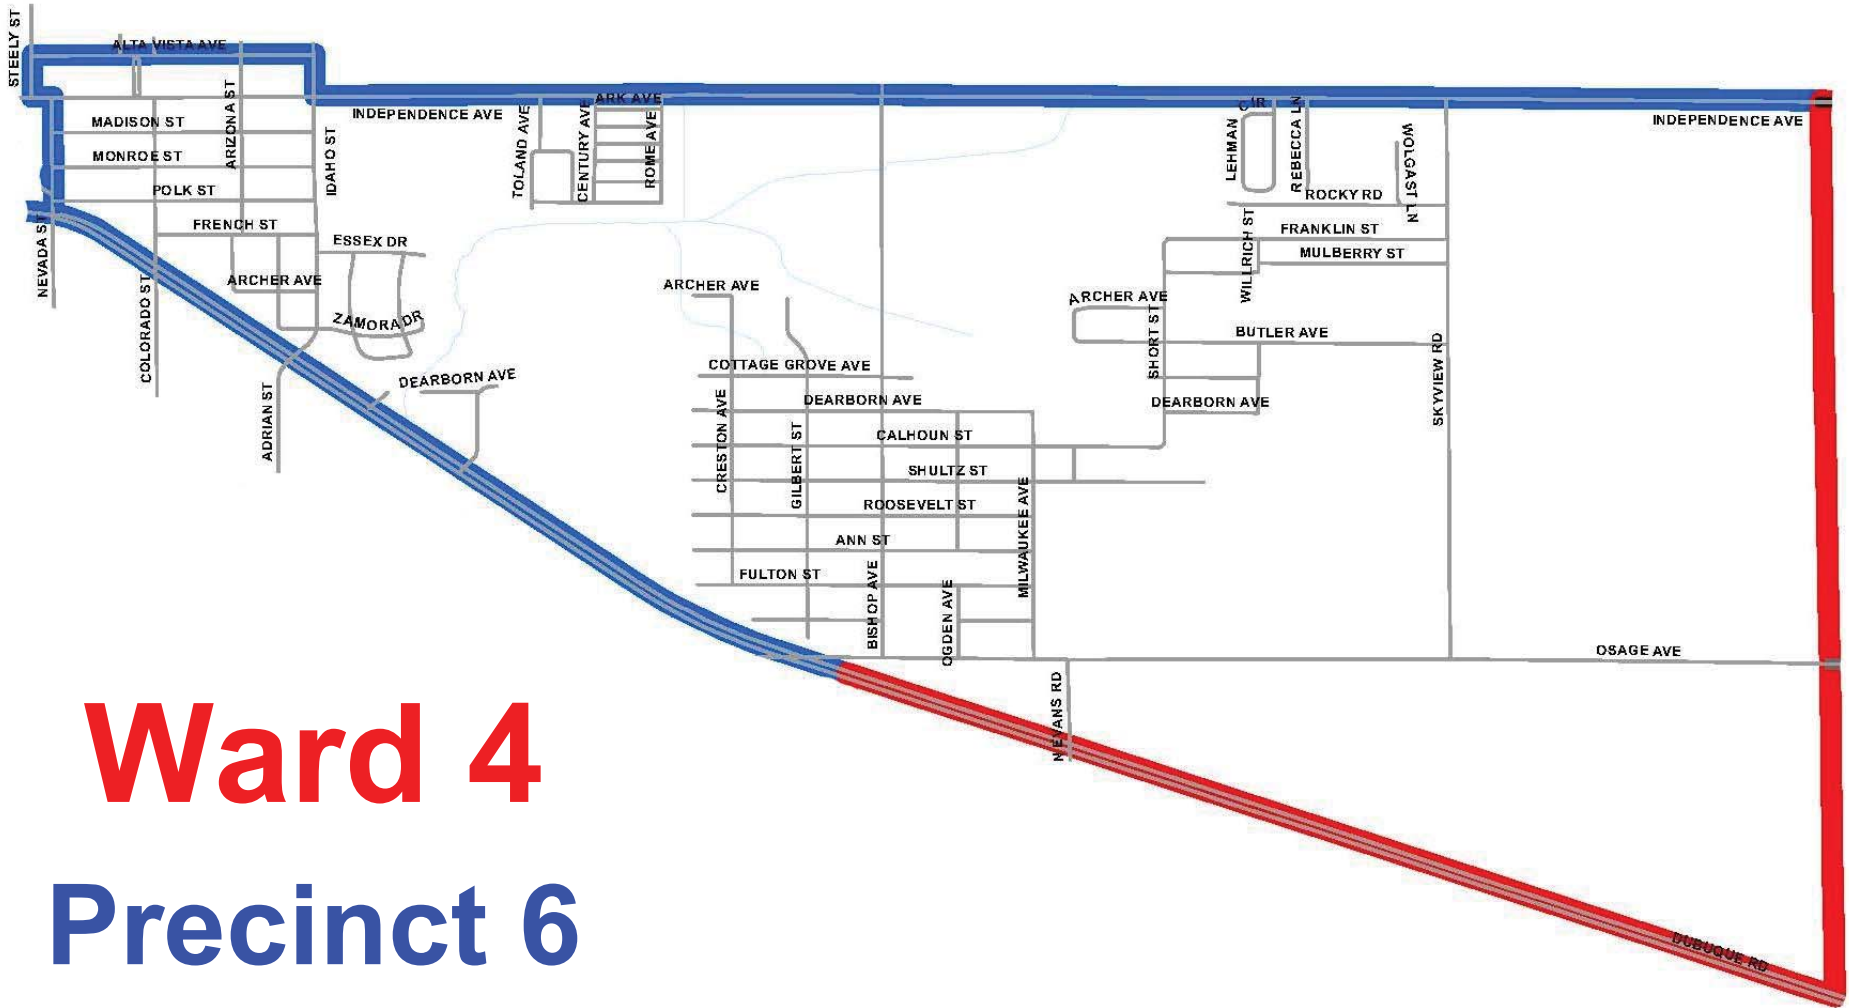 STEELY ST
ALTA VISTA AVE
INDEPENDENCE AVE
ARK AVE
CIR
INDEPENDENCE AVE
MADISON ST
ARIZONA ST
IDAHO ST
TOLAND AVE
CENTURY AVE
ROME AVE
LEHMAN
REBECCA LN
WOLGAST LN
MONROE ST
POLK ST
ROCKY RD
FRENCH ST
FRANKLIN ST
ESSEX DR
MULBERRY ST
NEVADA ST
WILLRICH ST
ARCHER AVE
ARCHER AVE
ARCHER AVE
COLORADO ST
ZAMORA DR
SHORT ST
BUTLER AVE
SKYVIEW RD
COTTAGE GROVE AVE
DEARBORN AVE
DEARBORN AVE
DEARBORN AVE
ADRIAN ST
CRESTON AVE
GILBERT ST
CALHOUN ST
SHULTZ ST
ROOSEVELT ST
MILWAUKEE AVE
ANN ST
FULTON ST
BISHOP AVE
OGDEN AVE
OSAGE AVE
N EVANS RD
DUBUQUE RD
Ward 4
Precinct 6